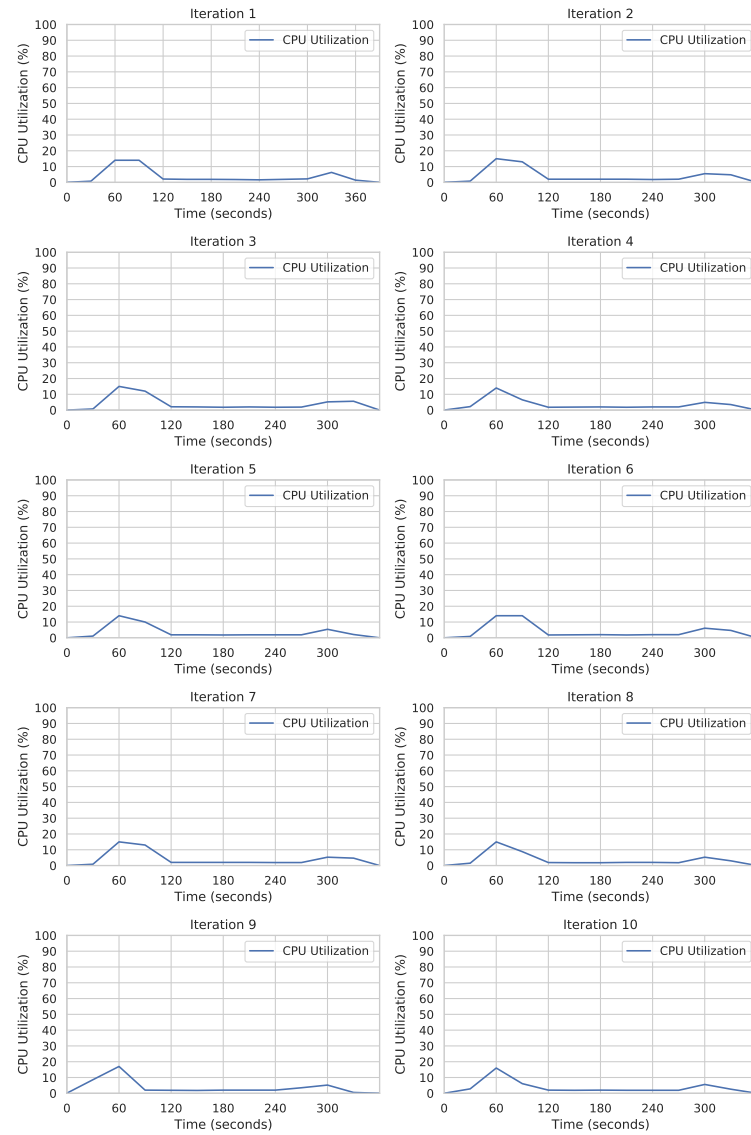 Iteration 1
CPU Utilization (%)
100
90
80
70
60
50
40
30
20
10
0
CPU Utilization
0 60 120 180 240 300 360
Time (seconds)
Iteration 2
CPU Utilization (%)
100
90
80
70
60
50
40
30
20
10
0
CPU Utilization
0 60 120 180 240 300
Time (seconds)
Iteration 3
CPU Utilization (%)
100
90
80
70
60
50
40
30
20
10
0
CPU Utilization
0 60 120 180 240 300
Time (seconds)
Iteration 4
CPU Utilization (%)
100
90
80
70
60
50
40
30
20
10
0
CPU Utilization
0 60 120 180 240 300
Time (seconds)
Iteration 5
CPU Utilization (%)
100
90
80
70
60
50
40
30
20
10
0
CPU Utilization
0 60 120 180 240 300
Time (seconds)
Iteration 6
CPU Utilization (%)
100
90
80
70
60
50
40
30
20
10
0
CPU Utilization
0 60 120 180 240 300
Time (seconds)
Iteration 7
CPU Utilization (%)
100
90
80
70
60
50
40
30
20
10
0
CPU Utilization
0 60 120 180 240 300
Time (seconds)
Iteration 8
CPU Utilization (%)
100
90
80
70
60
50
40
30
20
10
0
CPU Utilization
0 60 120 180 240 300
Time (seconds)
Iteration 9
CPU Utilization (%)
100
90
80
70
60
50
40
30
20
10
0
CPU Utilization
0 60 120 180 240 300
Time (seconds)
Iteration 10
CPU Utilization (%)
100
90
80
70
60
50
40
30
20
10
0
CPU Utilization
0 60 120 180 240 300
Time (seconds)